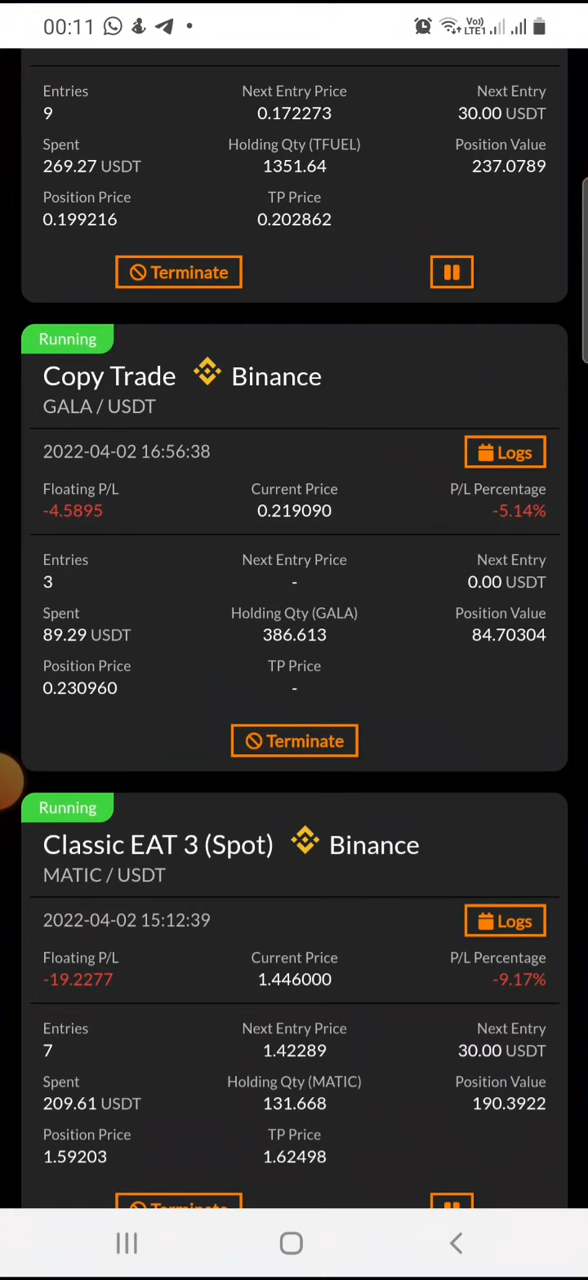 00:11 Vo) LTE1
Entries Next Entry Price Next Entry
9 0.172273 30.00 USDT
Spent Holding Qty (TFUEL) Position Value
269.27 USDT 1351.64 237.0789
Position Price TP Price
0.199216 0.202862
Terminate
Running
Copy Trade Binance
GALA / USDT
2022-04-02 16:56:38 Logs
Floating P/L Current Price P/L Percentage
-4.5895 0.219090 -5.14%
Entries Next Entry Price Next Entry
3 - 0.00 USDT
Spent Holding Qty (GALA) Position Value
89.29 USDT 386.613 84.70304
Position Price TP Price
0.230960 -
Terminate
Running
Classic EAT 3 (Spot) Binance
MATIC / USDT
2022-04-02 15:12:39 Logs
Floating P/L Current Price P/L Percentage
-19.2277 1.446000 -9.17%
Entries Next Entry Price Next Entry
7 1.42289 30.00 USDT
Spent Holding Qty (MATIC) Position Value
209.61 USDT 131.668 190.3922
Position Price TP Price
1.59203 1.62498
Terminate